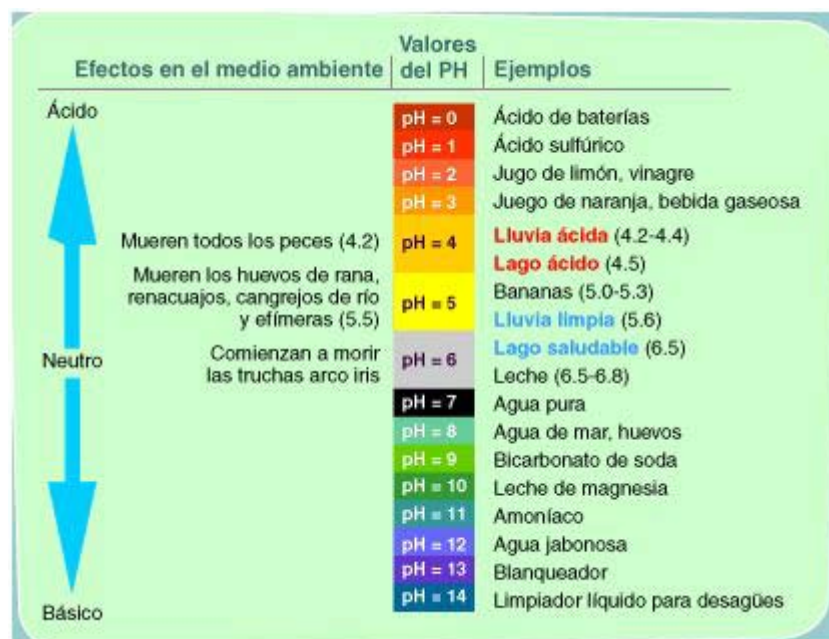 Efectos en el medio ambiente
Valores
del PH
Ejemplos
Ácido
Neutro
Básico
Mueren todos los peces (4.2)
Mueren los huevos de rana,
renacuajos, cangrejos de río
y efímeras (5.5)
Comienzan a morir
las truchas arco iris
pH = 0 Ácido de baterías
pH = 1 Ácido sulfúrico
pH = 2 Jugo de limón, vinagre
pH = 3 Juego de naranja, bebida gaseosa
pH = 4 Lluvia ácida (4.2-4.4)
Lago ácido (4.5)
pH = 5 Bananas (5.0-5.3)
Lluvia limpia (5.6)
pH = 6 Lago saludable (6.5)
Leche (6.5-6.8)
pH = 7 Agua pura
pH = 8 Agua de mar, huevos
pH = 9 Bicarbonato de soda
pH = 10 Leche de magnesia
pH = 11 Amoníaco
pH = 12 Agua jabonosa
pH = 13 Blanqueador
pH = 14 Limpiador líquido para desagües